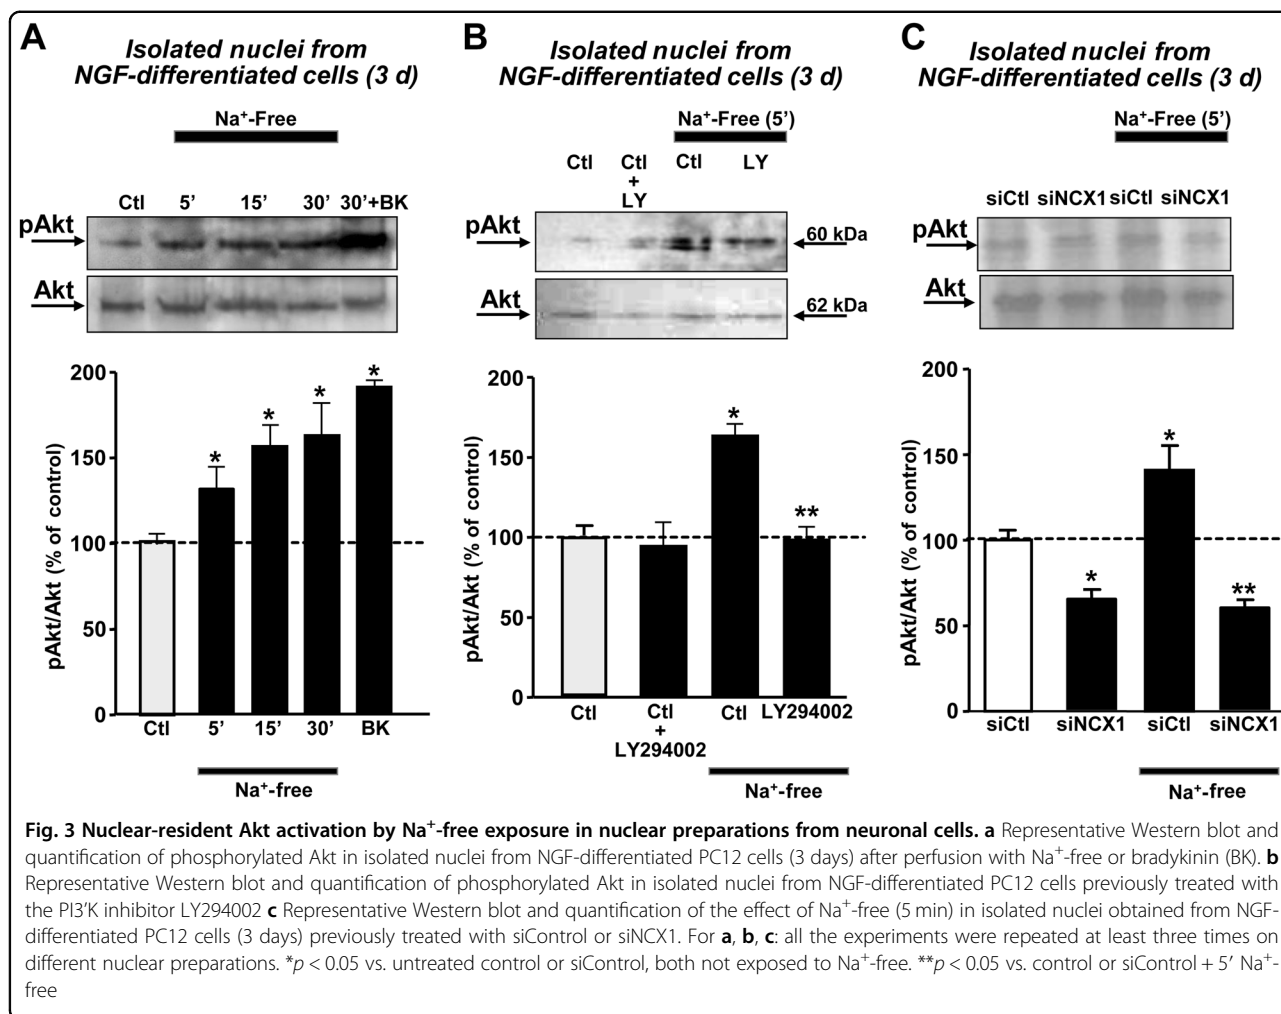 A
Isolated nuclei from
NGF-differentiated cells (3 d)
Na⁺-Free
Ctl 5’ 15’ 30’ 30’+BK
pAkt
Akt
200
150
100
50
0
pAkt/Akt (% of control)
* * * *
Ctl 5’ 15’ 30’ BK
Na⁺-free
B
Isolated nuclei from
NGF-differentiated cells (3 d)
Na⁺-Free (5’)
Ctl Ctl Ctl LY
+
LY
pAkt
60 kDa
Akt
62 kDa
200
150
100
50
0
pAkt/Akt (% of control)
* **
Ctl Ctl Ctl LY294002
+
LY294002
Na⁺-free
C
Isolated nuclei from
NGF-differentiated cells (3 d)
Na⁺-Free (5’)
siCtl siNCX1 siCtl siNCX1
pAkt
Akt
200
150
100
50
0
pAkt/Akt (% of control)
* * **
siCtl siNCX1 siCtl siNCX1
Na⁺-free
Fig. 3 Nuclear-resident Akt activation by Na⁺-free exposure in nuclear preparations from neuronal cells. a Representative Western blot and
quantification of phosphorylated Akt in isolated nuclei from NGF-differentiated PC12 cells (3 days) after perfusion with Na⁺-free or bradykinin (BK). b
Representative Western blot and quantification of phosphorylated Akt in isolated nuclei from NGF-differentiated PC12 cells previously treated with
the PI3′K inhibitor LY294002 c Representative Western blot and quantification of the effect of Na⁺-free (5 min) in isolated nuclei obtained from NGF-
differentiated PC12 cells (3 days) previously treated with siControl or siNCX1. For a, b, c: all the experiments were repeated at least three times on
different nuclear preparations. *p < 0.05 vs. untreated control or siControl, both not exposed to Na⁺-free. **p < 0.05 vs. control or siControl + 5′ Na⁺-
free